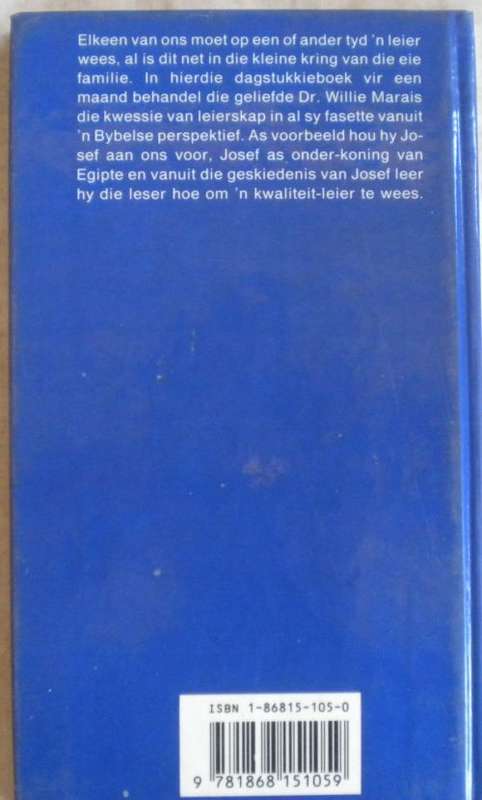 Elkeen van ons moet op een of ander tyd 'n leier
wees, al is dit net in die kleine kring van die eie
familie. In hierdie dagstukkieboek vir een
maand behandel die geliefde Dr. Willie Marais
die kwessie van leierskap in al sy fasette vanuit
'n Bybelse perspektief. As voorbeeld hou hy Jo-
sef aan ons voor, Josef as onder-koning van
Egipte en vanuit die geskiedenis van Josef leer
hy die leser hoe om 'n kwaliteit-leier te wees.
ISBN 1-86815-105-0
9 781868 151059